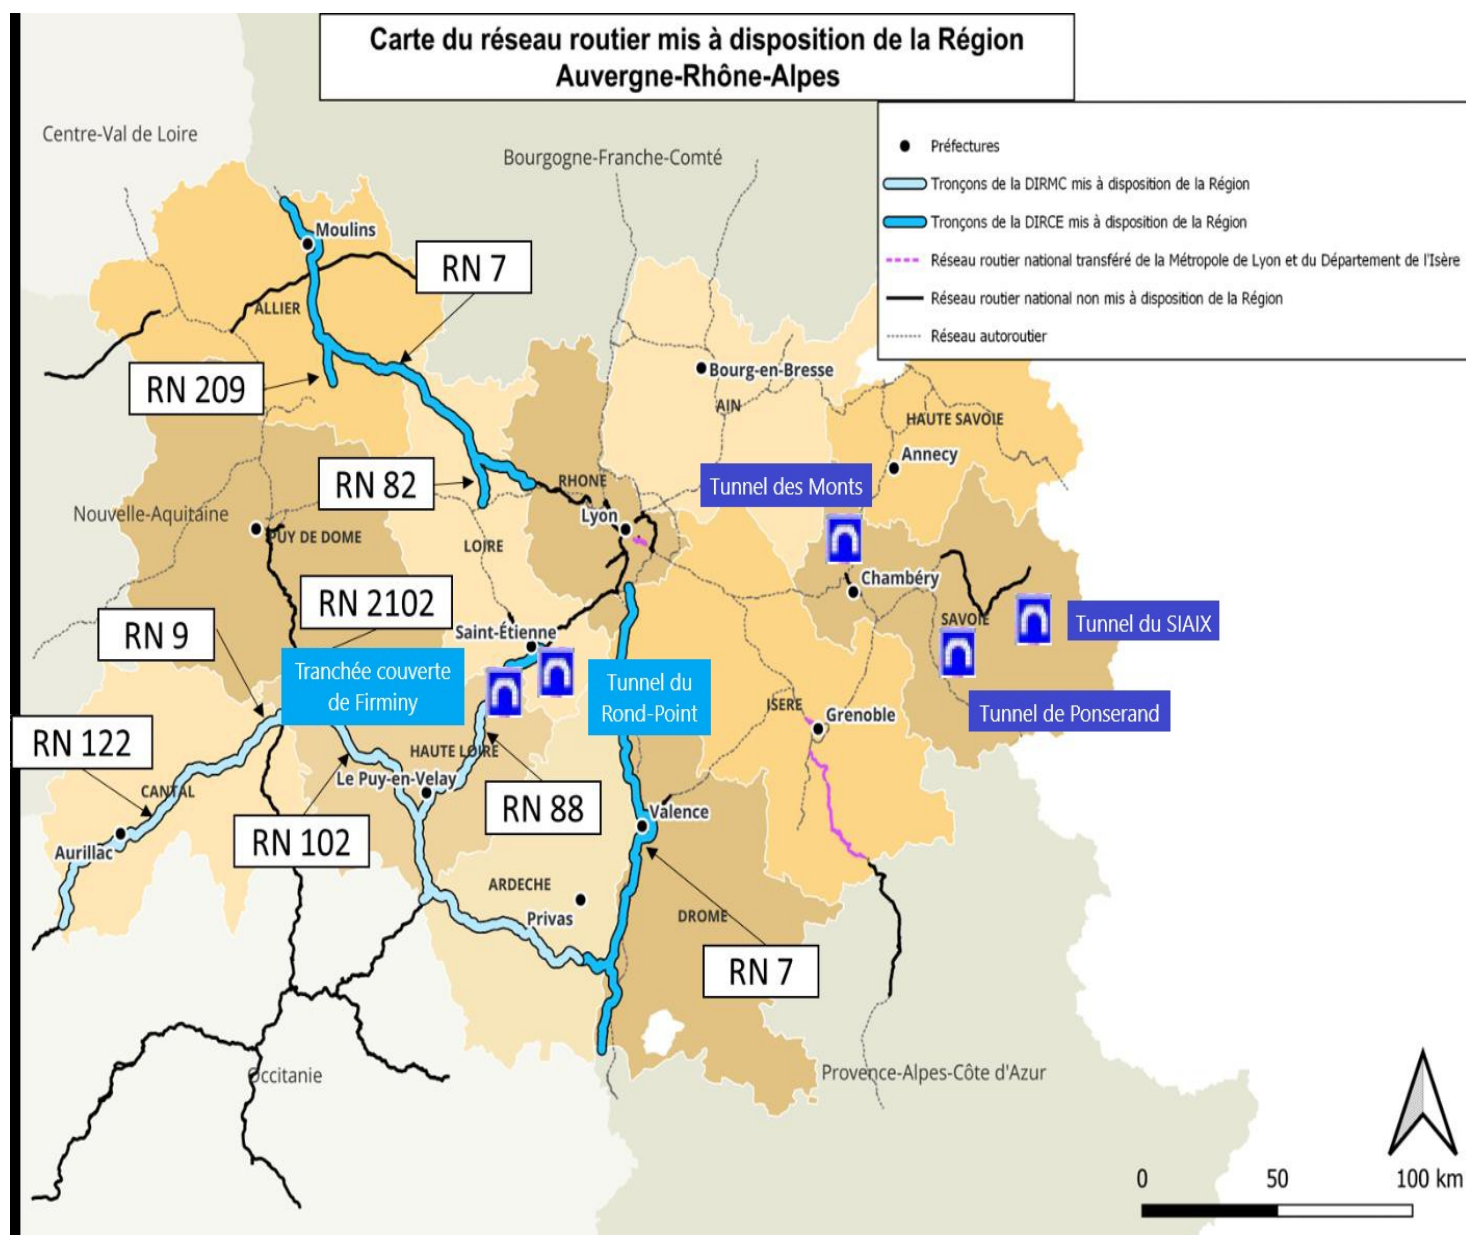 Carte du réseau routier mis à disposition de la Région
Auvergne-Rhône-Alpes
Préfectures
Tronçons de la DIRMC mis à disposition de la Région
Tronçons de la DIRCE mis à disposition de la Région
Réseau routier national transféré de la Métropole de Lyon et du Département de l'Isère
Réseau routier national non mis à disposition de la Région
Réseau autoroutier
Centre-Val de Loire
Bourgogne-Franche-Comté
Moulins
RN 7
ALLIER
RN 209
Bourg-en-Bresse
AIN
HAUTE SAVOIE
Annecy
RN 82
RHONE
Tunnel des Monts
Nouvelle-Aquitaine
PUY DE DOME
Lyon
LOIRE
Chambéry
RN 2102
RN 9
Saint-Étienne
SAVOIE
Tunnel du SIAIX
Tranchée couverte
de Firminy
Tunnel du
Rond-Point
Tunnel de Ponserand
ISERE
Grenoble
RN 122
HAUTE LOIRE
Le Puy-en-Velay
CANTAL
RN 88
Valence
RN 102
Aurillac
ARDECHE
Privas
DROME
RN 7
Occitanie
Provence-Alpes-Côte d'Azur
0 50 100 km